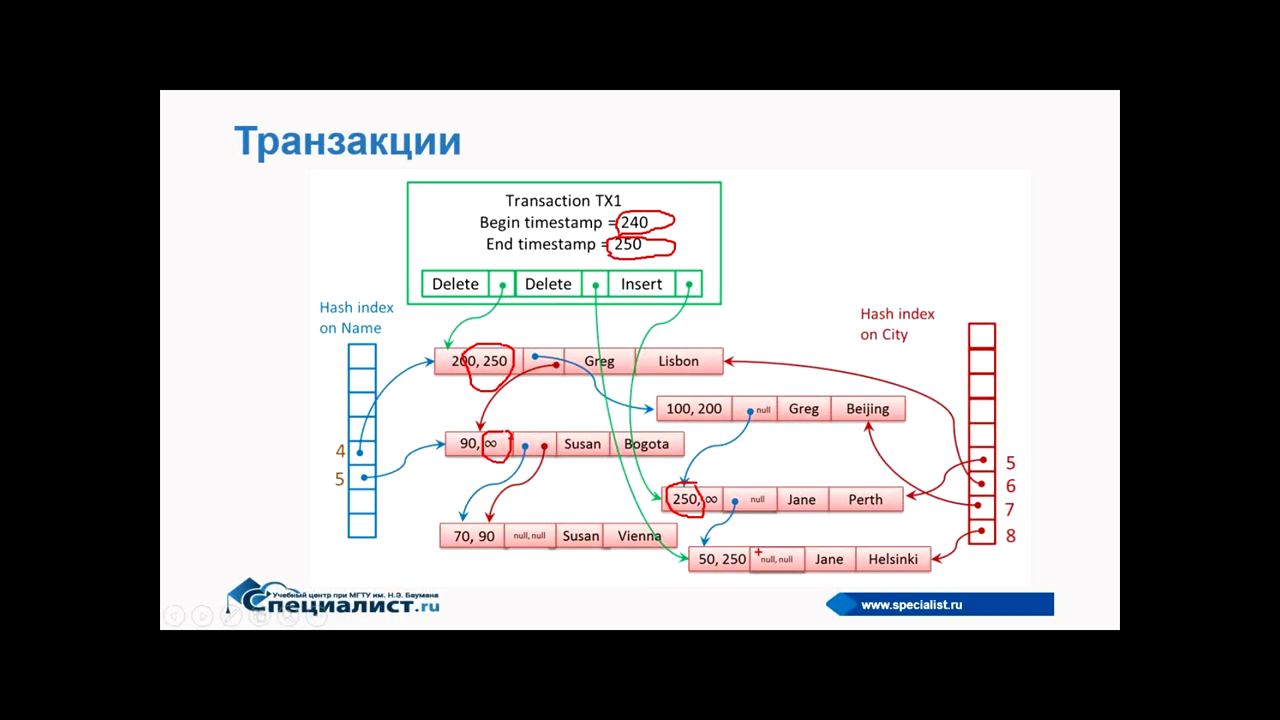 Транзакции
Transaction TX1
Begin timestamp = 240
End timestamp = 250
Delete Delete Insert
Hash index
on Name
Hash index
on City
200, 250 Greg Lisbon
100, 200 null Greg Beijing
4
90, ∞ Susan Bogota
5
5
6
250, ∞ null Jane Perth
7
70, 90 null, null Susan Vienna
8
50, 250 null, null Jane Helsinki
Учебный центр при МГТУ им. Н.Э. Баумана
Специалист.ru
www.specialist.ru